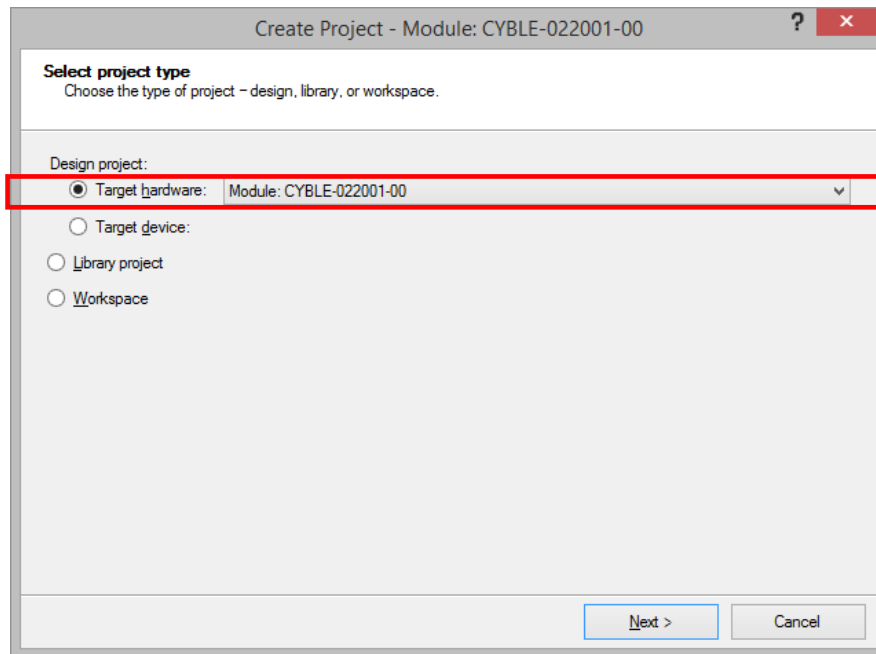 Create Project - Module: CYBLE-022001-00
?
Select project type
Choose the type of project – design, library, or workspace.
Design project:
Target hardware: Module: CYBLE-022001-00
Target device:
Library project
Workspace
Next > Cancel